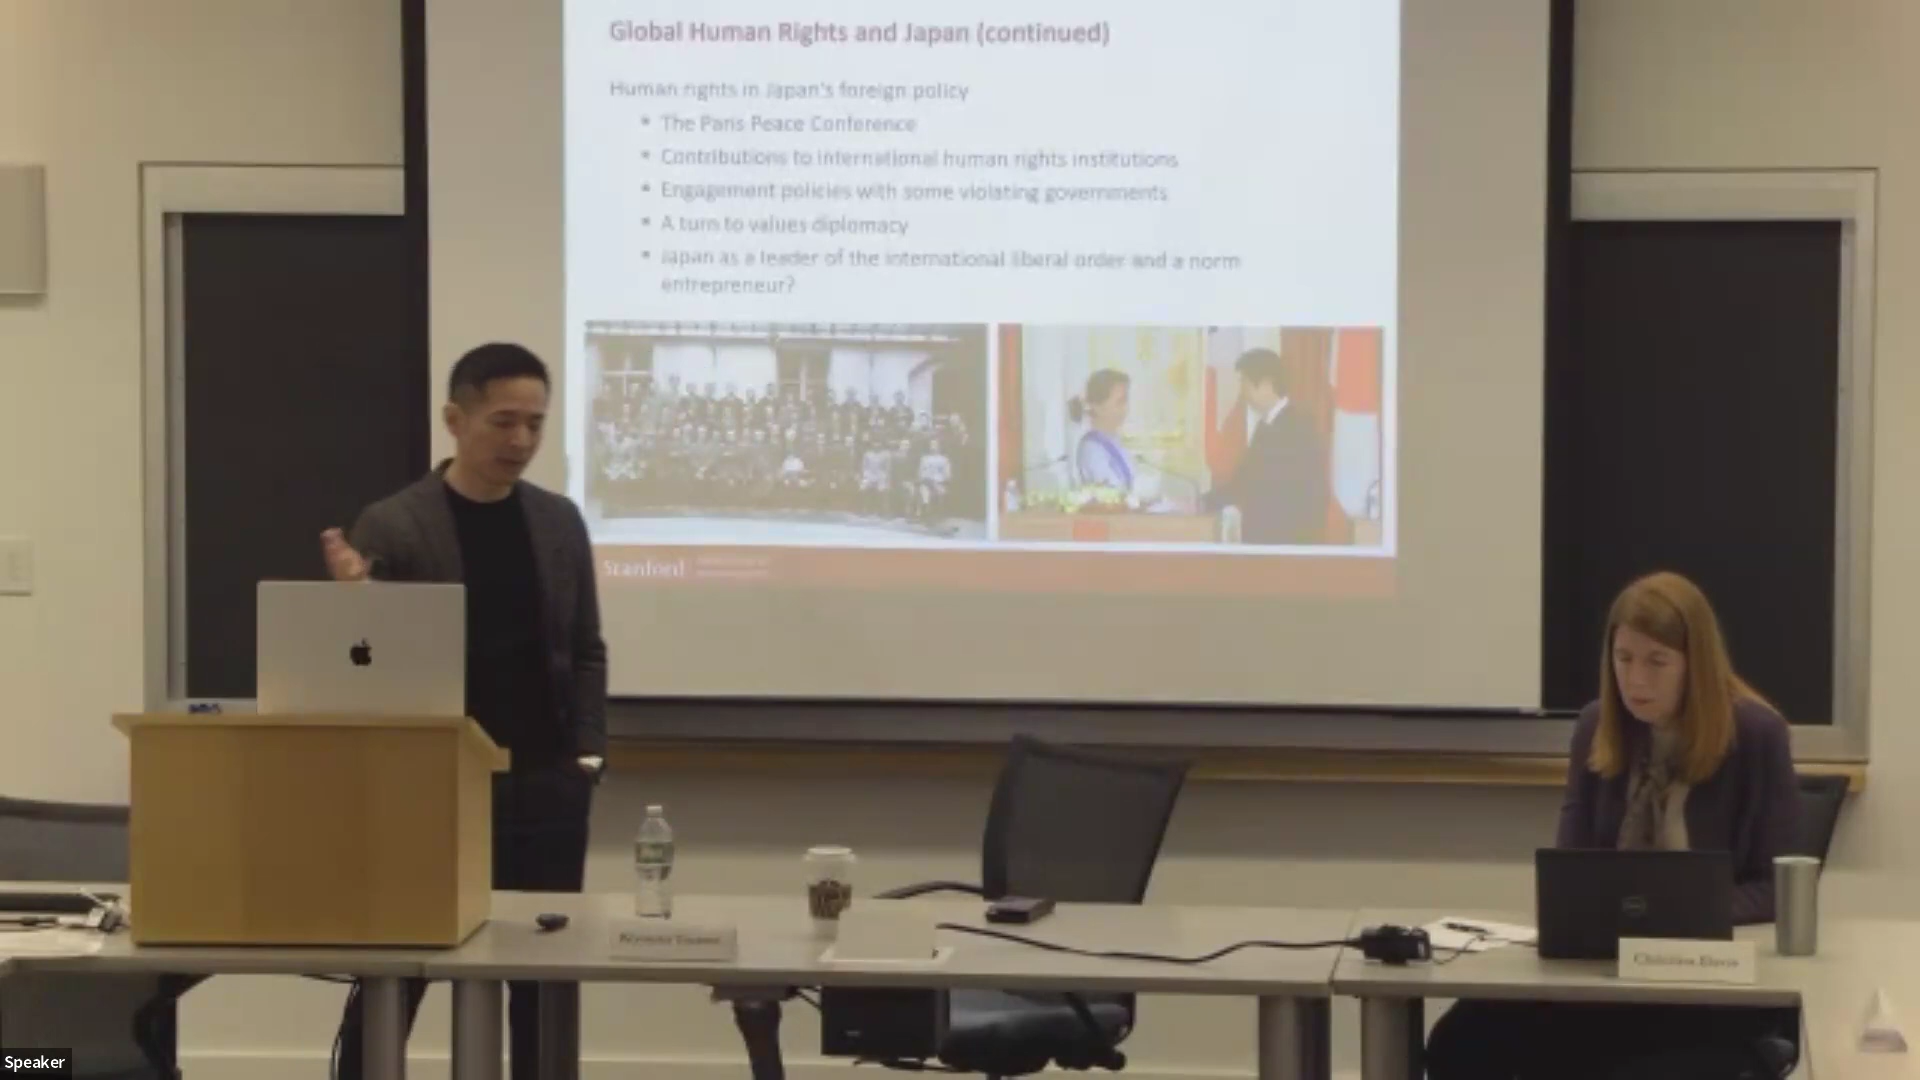 Global Human Rights and Japan (continued)
Human rights in Japan's foreign policy
• The Paris Peace Conference
• Contributions to international human rights institutions
• Engagement policies with some violating governments
• A turn to values diplomacy
• Japan as a leader of the international liberal order and a norm
entrepreneur?
Stanford
Christina Davis
Speaker